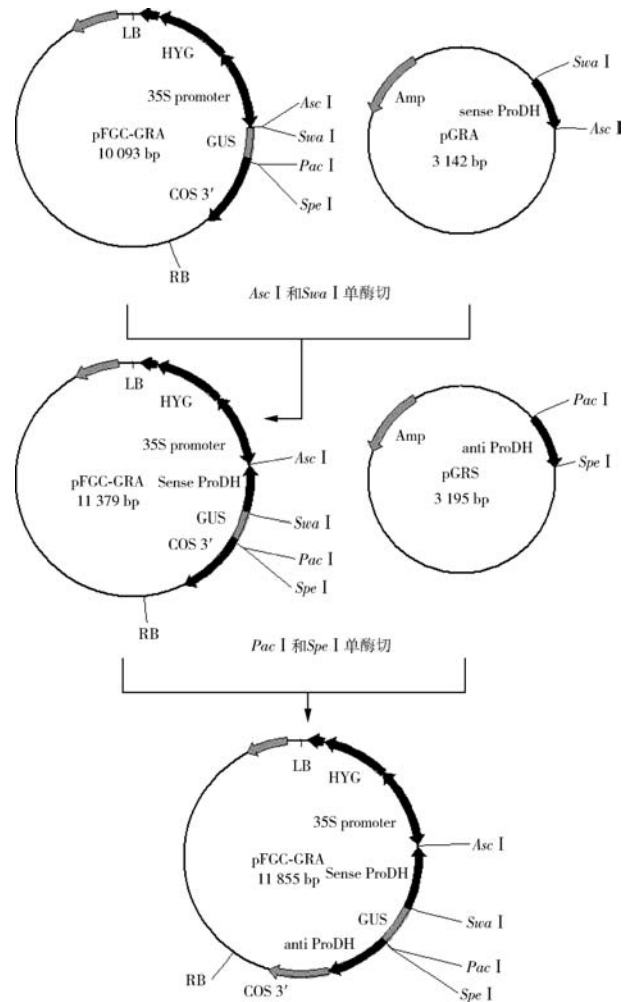 LB
HYG
35S promoter
Asc Ⅰ
Swa Ⅰ
GUS
Pac Ⅰ
Spe Ⅰ
COS 3′
RB
pFGC-GRA
10 093 bp
Swa Ⅰ
Amp
sense ProDH
Asc Ⅰ
pGRA
3 142 bp
Asc Ⅰ 和Swa Ⅰ 单酶切
LB
HYG
35S promoter
Asc Ⅰ
pFGC-GRA
Sense ProDH
11 379 bp
GUS
Swa Ⅰ
COS 3′
Pac Ⅰ
Spe Ⅰ
RB
Pac Ⅰ
Amp
anti ProDH
Spe Ⅰ
pGRS
3 195 bp
Pac Ⅰ 和Spe Ⅰ 单酶切
LB
HYG
35S promoter
Asc Ⅰ
pFGC-GRA
Sense ProDH
11 855 bp
GUS
Swa Ⅰ
anti ProDH
Pac Ⅰ
RB
COS 3′
Spe Ⅰ